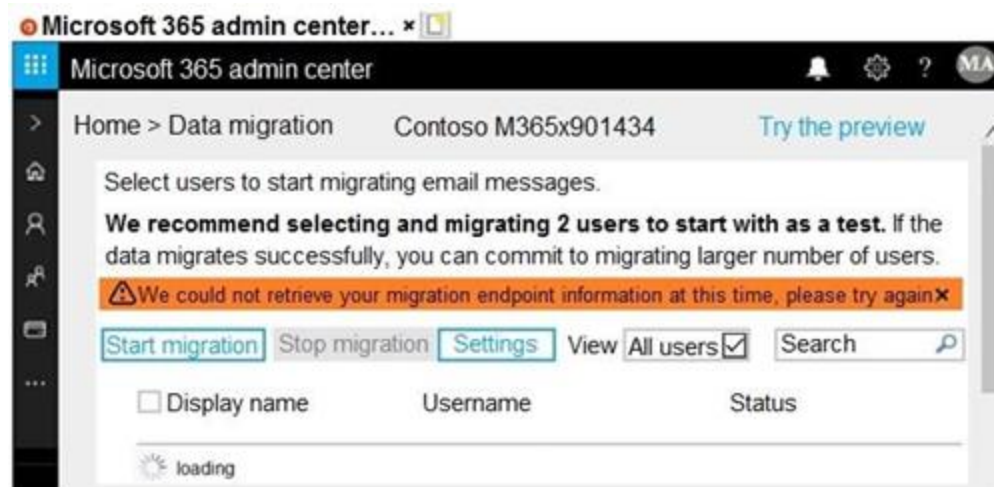 Microsoft 365 admin center... ×
Microsoft 365 admin center ? MA
Home > Data migration Contoso M365x901434 Try the preview
Select users to start migrating email messages.
We recommend selecting and migrating 2 users to start with as a test. If the
data migrates successfully, you can commit to migrating larger number of users.
We could not retrieve your migration endpoint information at this time, please try again×
Start migration Stop migration Settings View All users Search
Display name Username Status
loading